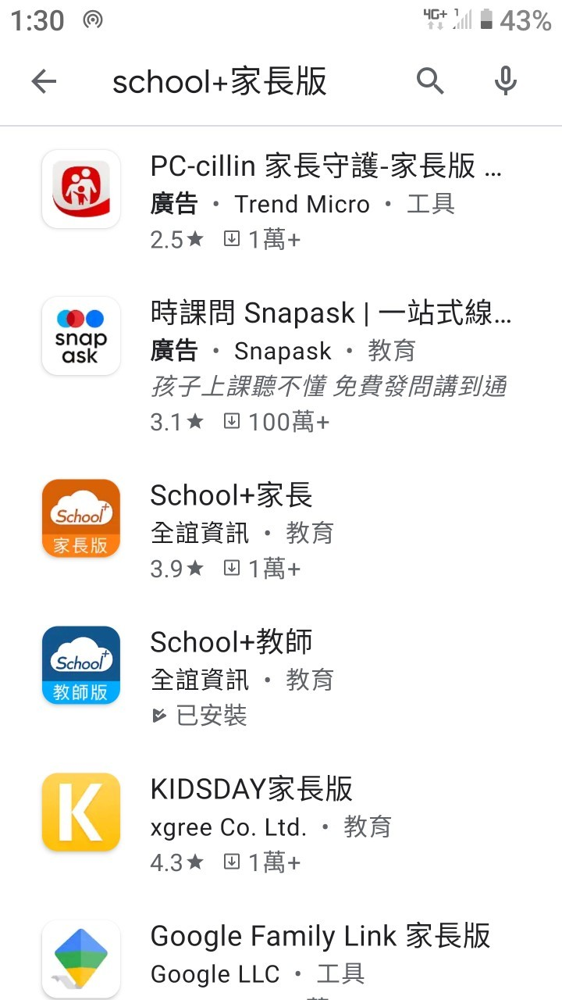 1:30 4G+ 1 43%
school+家長版
PC-cillin 家長守護-家長版 ...
廣告 • Trend Micro • 工具
2.5★ 1萬+
snap
ask
時課問 Snapask | 一站式線...
廣告 • Snapask • 教育
孩子上課聽不懂 免費發問講到通
3.1★ 100萬+
School+
家長版
School+家長
全誼資訊 • 教育
3.9★ 1萬+
School+
教師版
School+教師
全誼資訊 • 教育
已安裝
K
KIDSDAY家長版
xgree Co. Ltd. • 教育
4.3★ 1萬+
Google Family Link 家長版
Google LLC • 工具